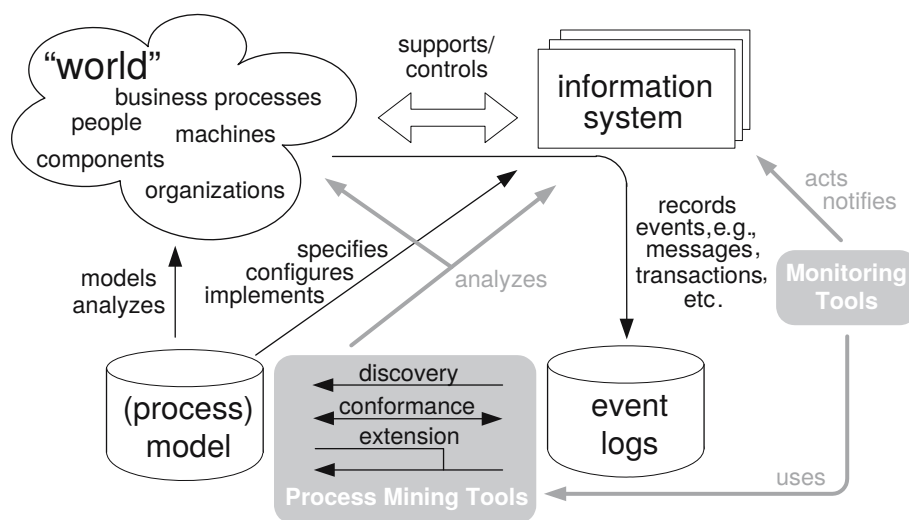 “world”
business processes
people
machines
components
organizations
supports/
controls
information
system
acts
notifies
records
events,e.g.,
messages,
transactions,
etc.
Monitoring
Tools
models
analyzes
specifies
configures
implements
analyzes
(process)
model
discovery
conformance
extension
Process Mining Tools
event
logs
uses